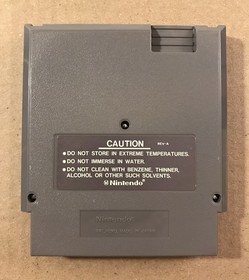 CAUTION REV-A
•DO NOT STORE IN EXTREME TEMPERATURES.
•DO NOT IMMERSE IN WATER.
•DO NOT CLEAN WITH BENZENE, THINNER,
ALCOHOL OR OTHER SUCH SOLVENTS.
Nintendo®
Nintendo